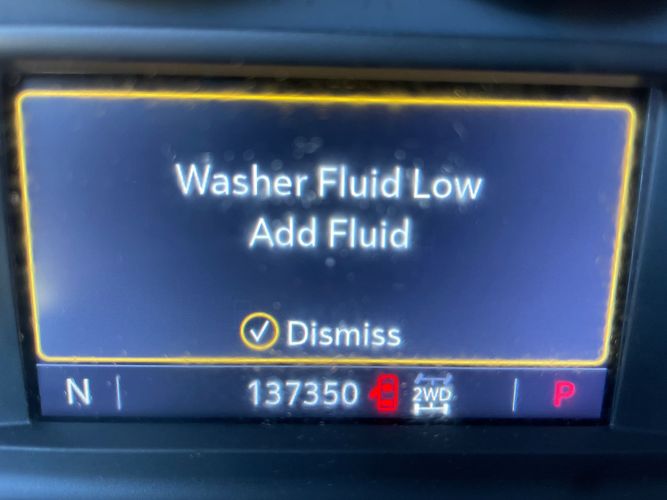 Washer Fluid Low
Add Fluid
Dismiss
N 137350 2WD P